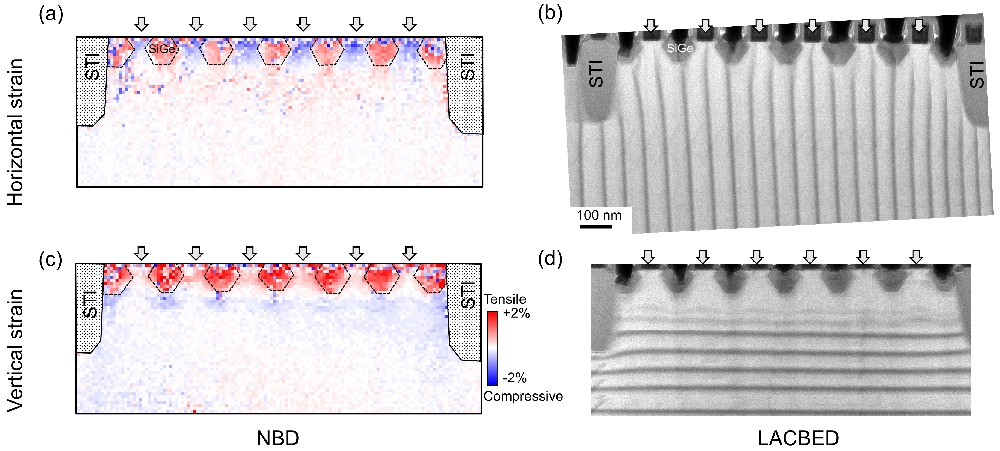 (a)
Horizontal strain
STI
SiGe
STI
(b)
STI
SiGe
STI
100 nm
(c)
Vertical strain
STI
STI
Tensile
+2%
-2%
Compressive
(d)
NBD
LACBED